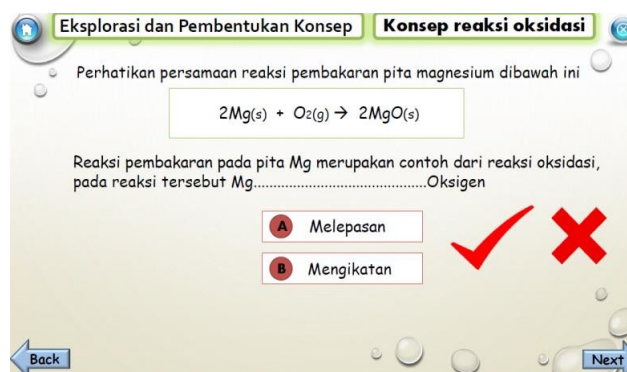 Eksplorasi dan Pembentukan Konsep
Konsep reaksi oksidasi
Perhatikan persamaan reaksi pembakaran pita magnesium dibawah ini
2Mg(s) + O2(g) → 2MgO(s)
Reaksi pembakaran pada pita Mg merupakan contoh dari reaksi oksidasi,
pada reaksi tersebut Mg............................................Oksigen
A Melepasan
B Mengikatan
Back
Next